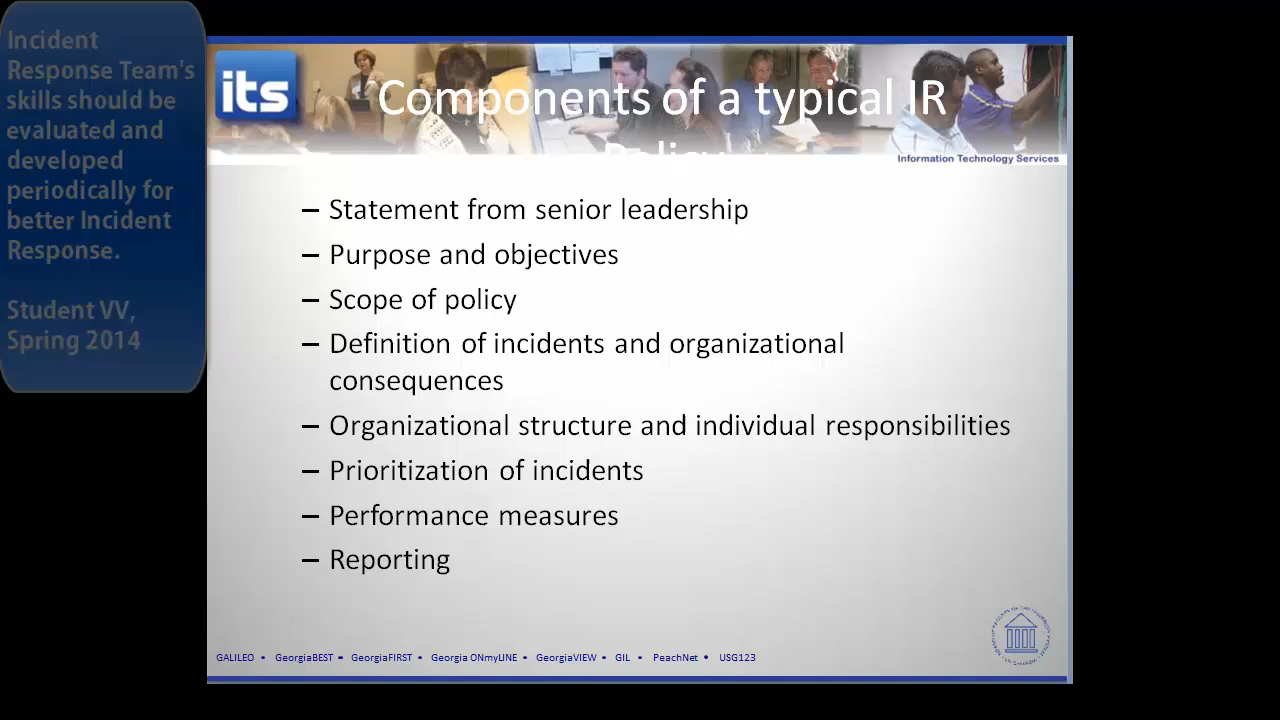 Incident
Response Team's
skills should be
evaluated and
developed
periodically for
better Incident
Response.
Student VV,
Spring 2014
its
Components of a typical IR
Policy
Information Technology Services
– Statement from senior leadership
– Purpose and objectives
– Scope of policy
– Definition of incidents and organizational
consequences
– Organizational structure and individual responsibilities
– Prioritization of incidents
– Performance measures
– Reporting
GALILEO • GeorgiaBEST • GeorgiaFIRST • Georgia ONmyLINE • GeorgiaVIEW • GIL • PeachNet • USG123